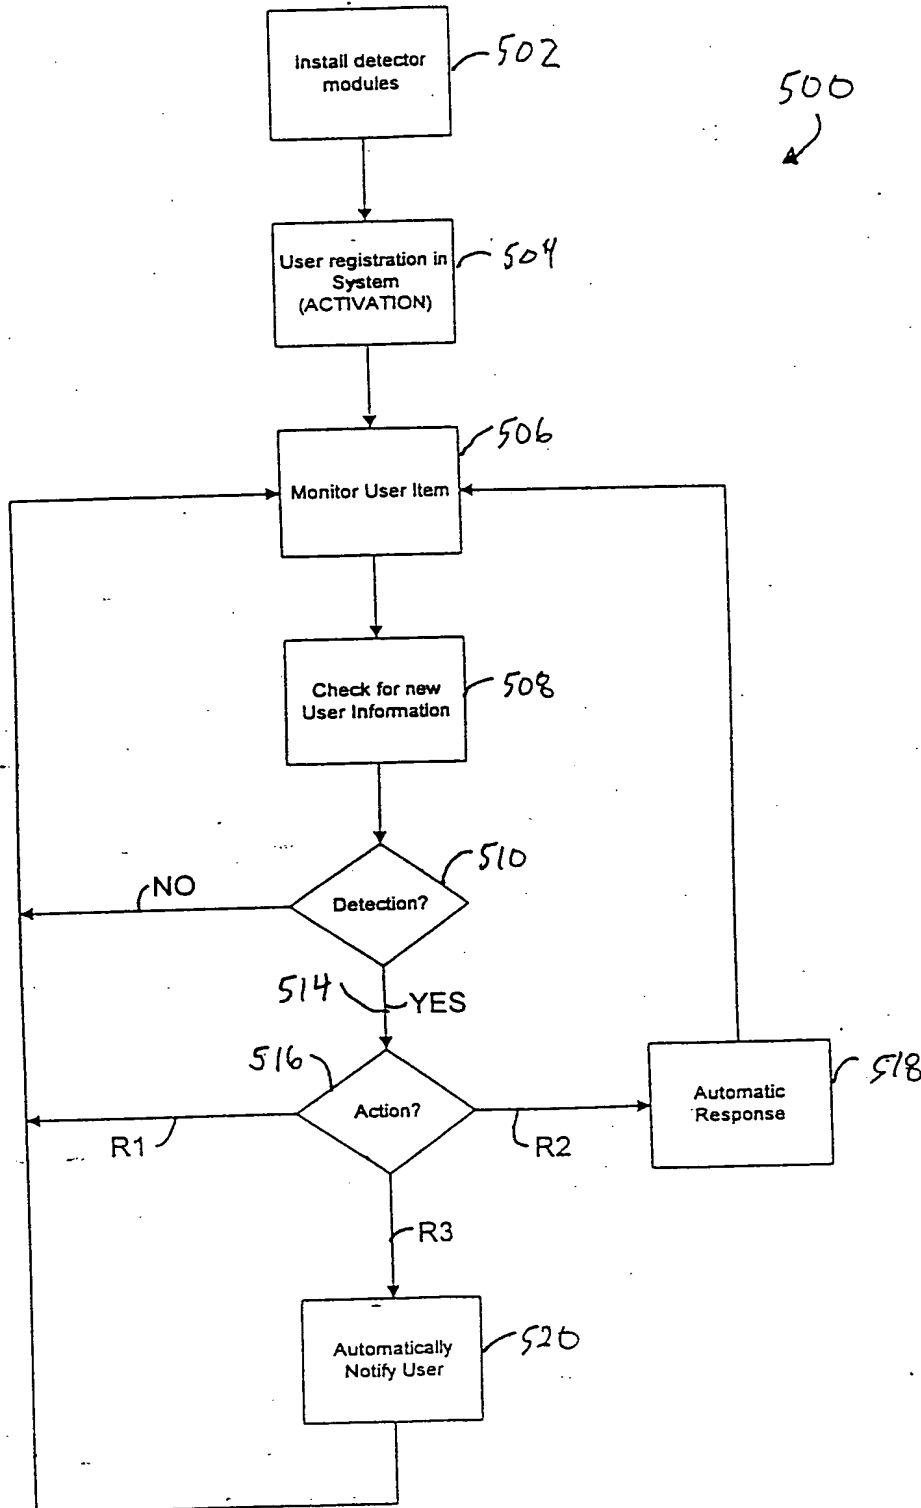 Install detector
modules
502
500
User registration in
System
(ACTIVATION)
504
506
Monitor User Item
Check for new
User Information
508
510
NO
Detection?
514
YES
516
Action?
Automatic
Response
518
R1
R2
R3
Automatically
Notify User
520